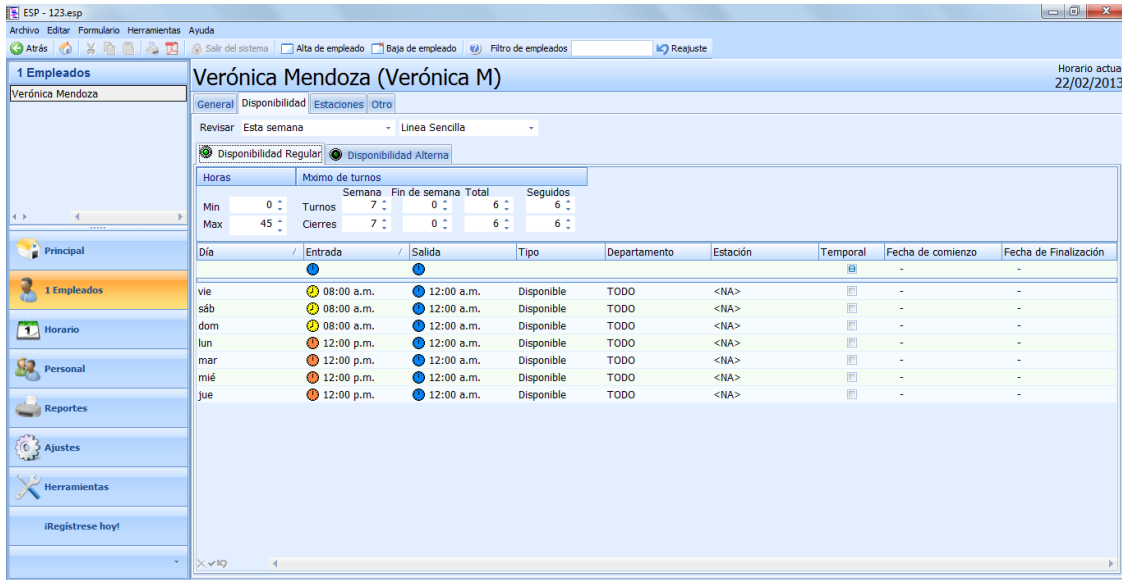 ESP - 123.esp
Archivo Editar Formulario Herramientas Ayuda
Atrás Salir del sistema Alta de empleado Baja de empleado Filtro de empleados Reajuste
1 Empleados
Verónica Mendoza
Principal
1 Empleados
Horario
Personal
Reportes
Ajustes
Herramientas
¡Regístrese hoy!
Verónica Mendoza (Verónica M)
Horario actua
22/02/2013
General Disponibilidad Estaciones Otro
Revisar Esta semana Linea Sencilla
Disponibilidad Regular Disponibilidad Alterna
Horas Mximo de turnos
Semana Fin de semana Total Seguidos
Min 0 Turnos 7 0 6 6
Max 45 Cierres 7 0 6 6
Día Entrada Salida Tipo Departamento Estación Temporal Fecha de comienzo Fecha de Finalización
- -
vie 08:00 a.m. 12:00 a.m. Disponible TODO <NA> - -
sáb 08:00 a.m. 12:00 a.m. Disponible TODO <NA> - -
dom 08:00 a.m. 12:00 a.m. Disponible TODO <NA> - -
lun 12:00 p.m. 12:00 a.m. Disponible TODO <NA> - -
mar 12:00 p.m. 12:00 a.m. Disponible TODO <NA> - -
mié 12:00 p.m. 12:00 a.m. Disponible TODO <NA> - -
jue 12:00 p.m. 12:00 a.m. Disponible TODO <NA> - -